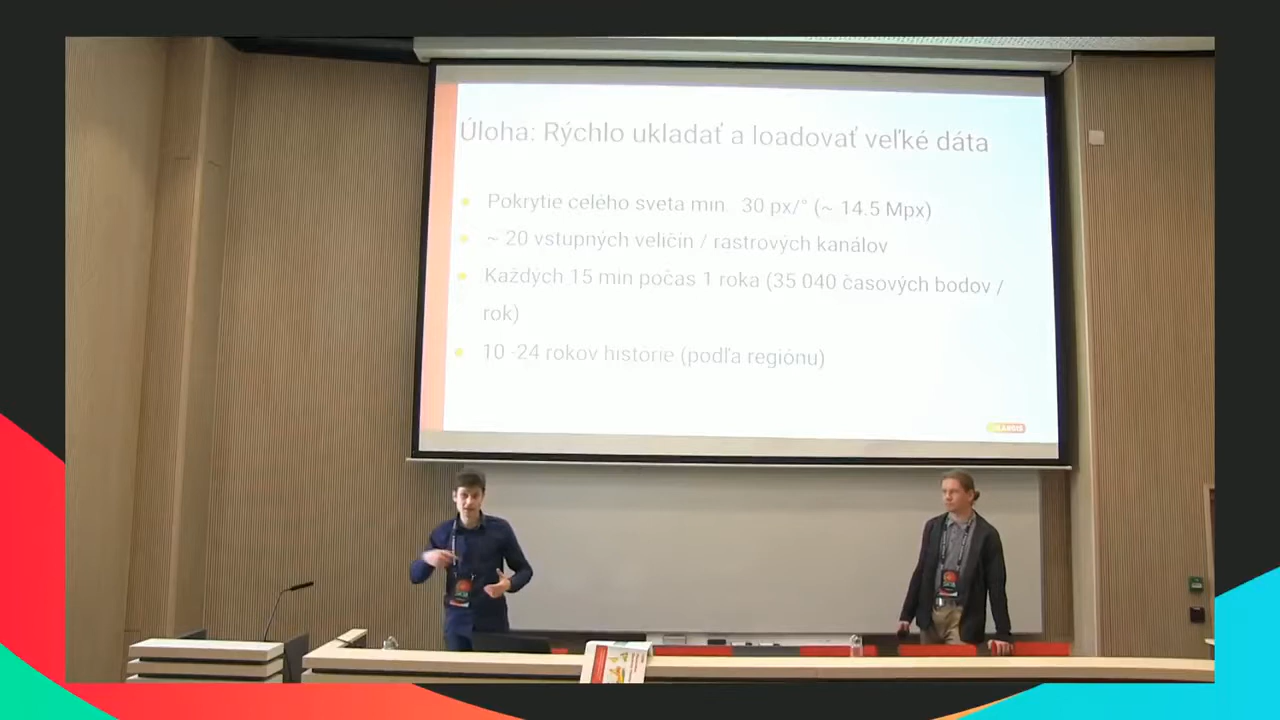 Úloha: Rýchlo ukladať a loadovať veľké dáta
Pokrytie celého sveta min. 30 px/° (~ 14.5 Mpx)
~ 20 vstupných veličín / rastrových kanálov
Každých 15 min počas 1 roka (35 040 časových bodov /
rok)
10 -24 rokov histórie (podľa regiónu)